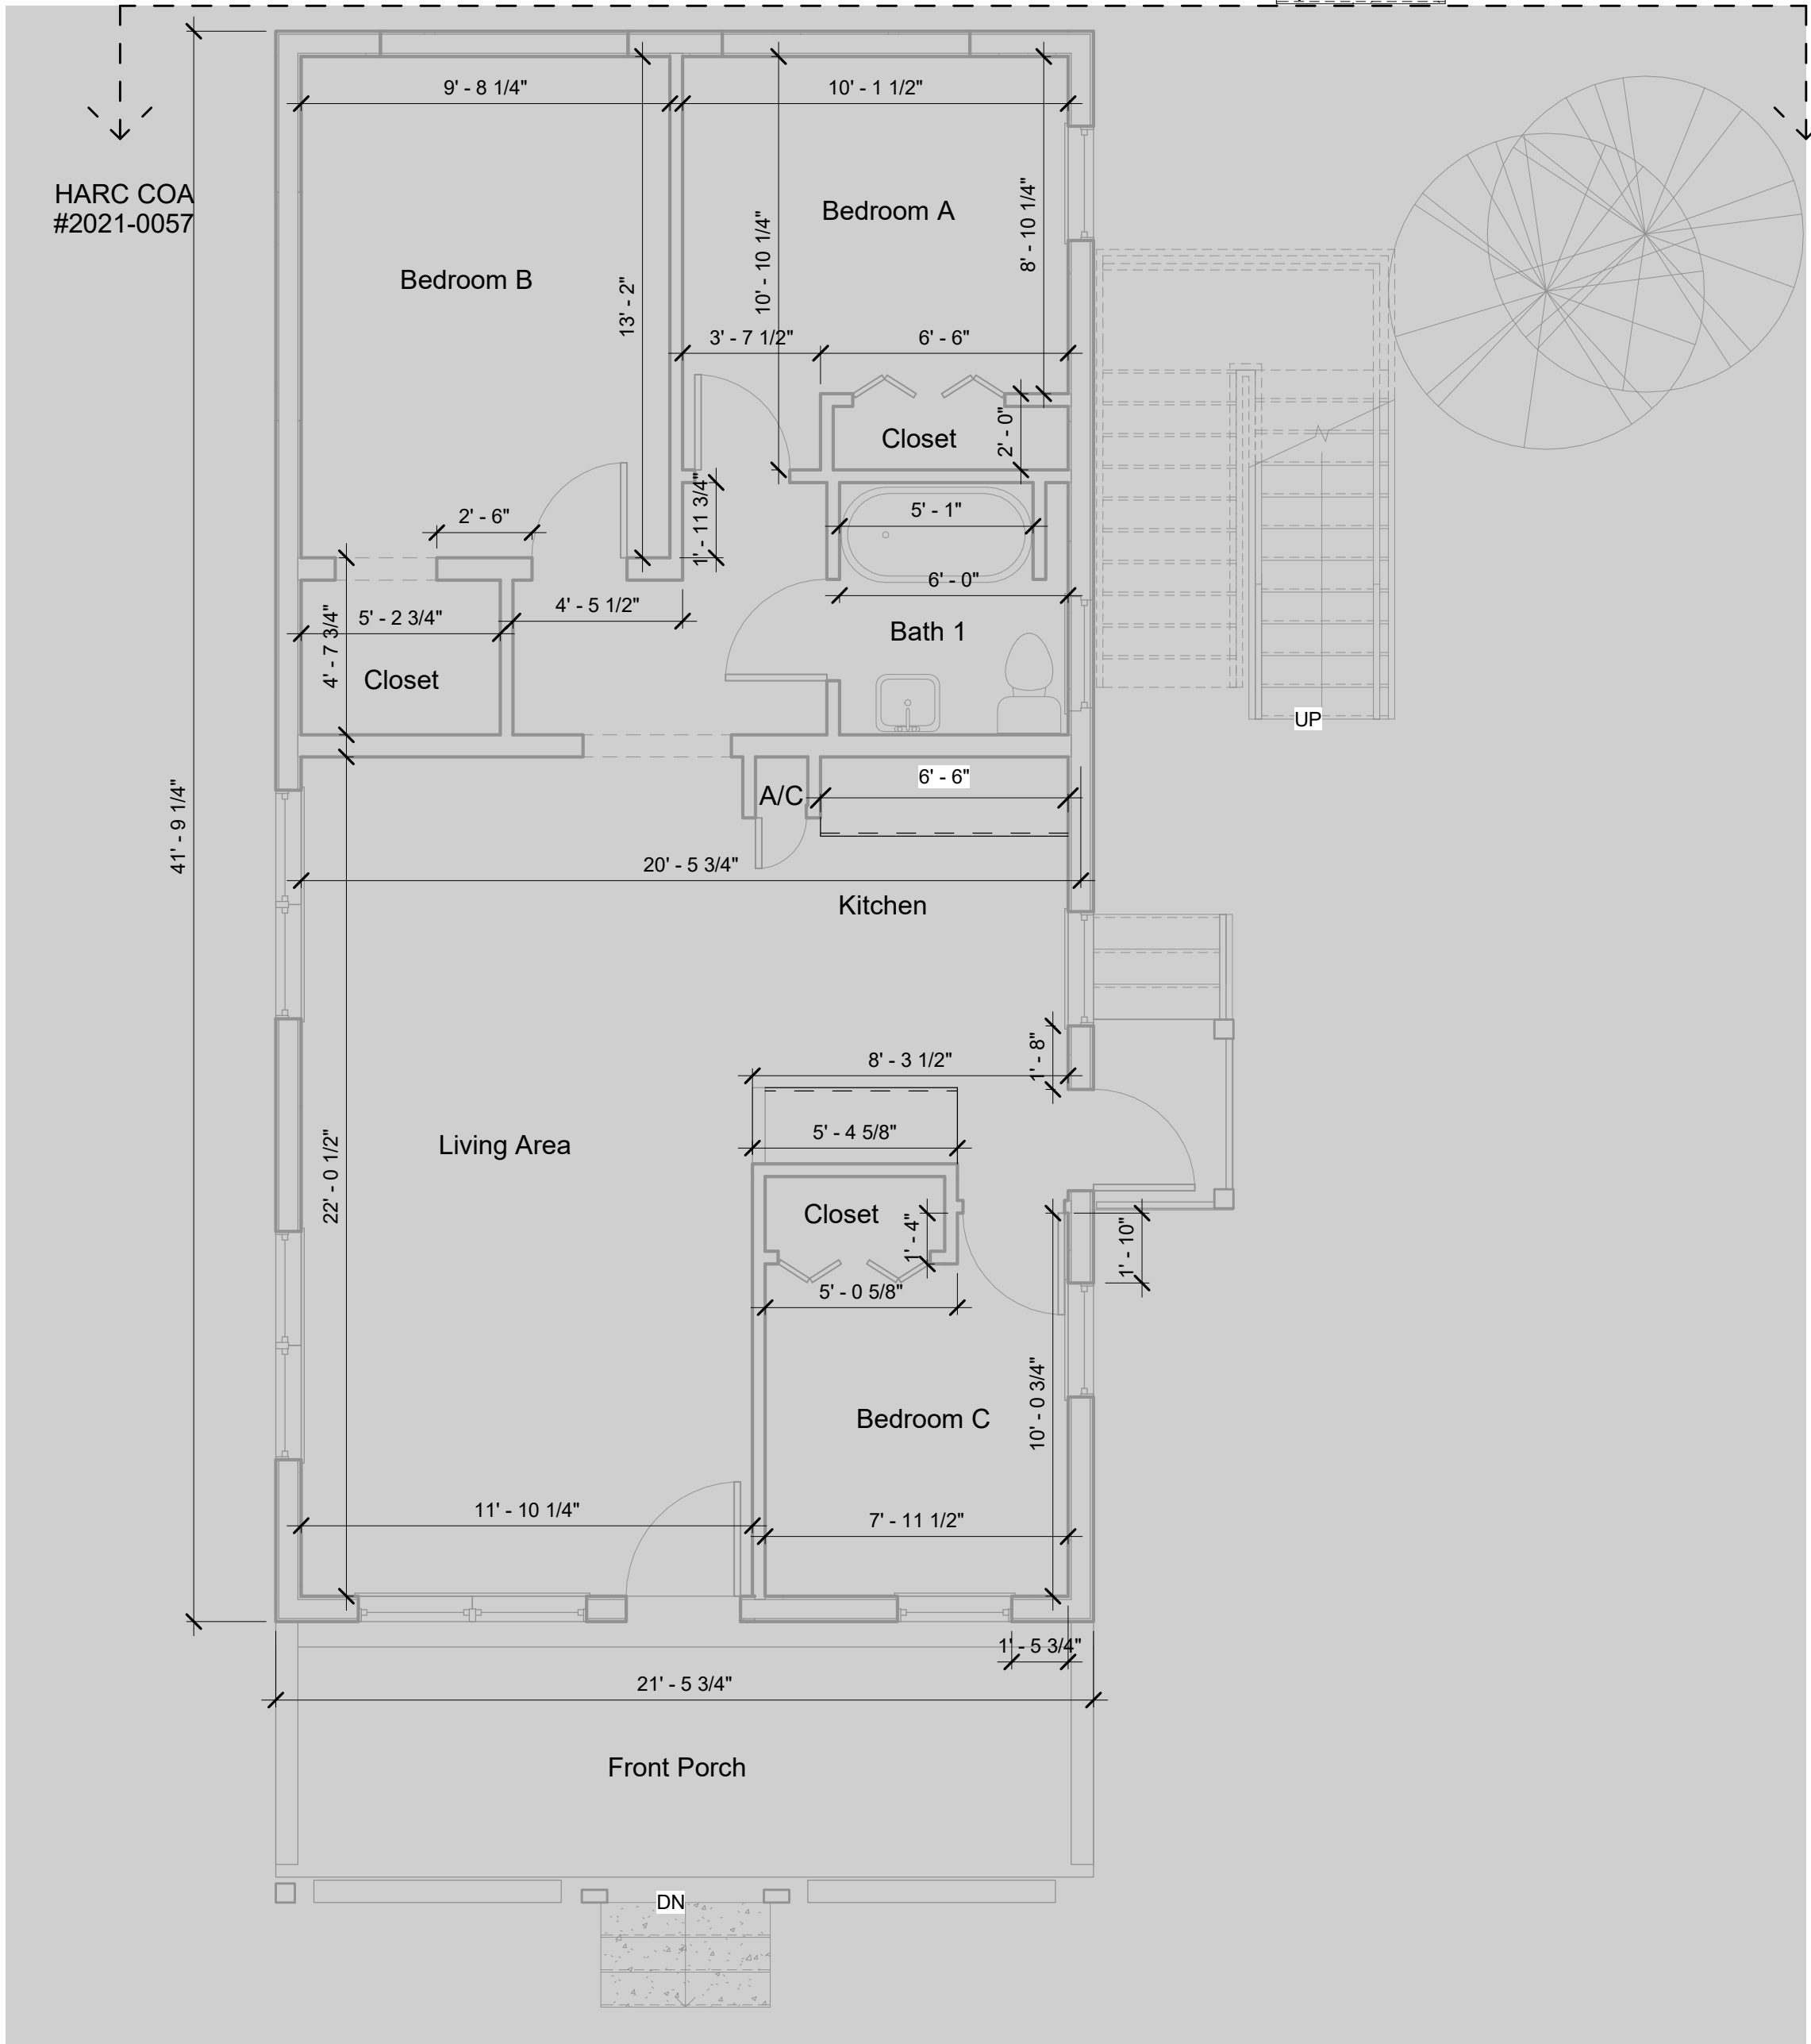 9' - 8 1/4"
10' - 1 1/2"
HARC COA
#2021-0057
Bedroom A
8' - 10 1/4"
10' - 10 1/4"
Bedroom B
13' - 2"
3' - 7 1/2"
6' - 6"
Closet
2' - 0"
1' - 11 3/4"
2' - 6"
5' - 1"
6' - 0"
4' - 5 1/2"
5' - 2 3/4"
4' - 7 3/4"
Bath 1
Closet
UP
6' - 6"
A/C
41' - 9 1/4"
20' - 5 3/4"
Kitchen
8' - 3 1/2"
1' - 8"
5' - 4 5/8"
Living Area
22' - 0 1/2"
Closet
1' - 4"
1' - 10"
5' - 0 5/8"
10' - 0 3/4"
Bedroom C
11' - 10 1/4"
7' - 11 1/2"
1' - 5 3/4"
21' - 5 3/4"
Front Porch
DN